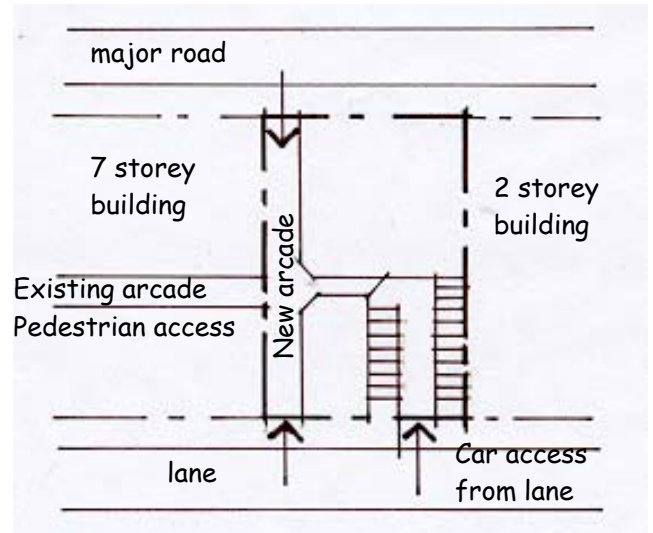 major road
7 storey
building
2 storey
building
New arcade
Existing arcade
Pedestrian access
lane
Car access
from lane